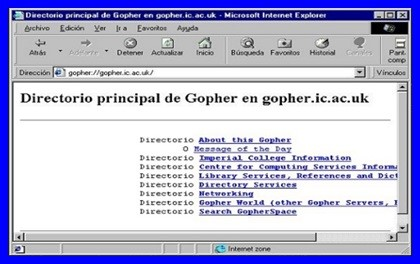 Directorio principal de Gopher en gopher.ic.ac.uk - Microsoft Internet Explorer
Archivo Edición Ver Ir a Favoritos Ayuda
Atrás Adelante Detener Actualizar Inicio Búsqueda Favoritos Historial Canales Pant. comp
Dirección gopher://gopher.ic.ac.uk/ Vínculos
Directorio principal de Gopher en gopher.ic.ac.uk
Directorio About this Gopher
O Message of the Day
Directorio Imperial College Information
Directorio Centre for Computing Services Informa
Directorio Library Services, References and Dict
Directorio Directory Services
Directorio Networking
Directorio Gopher World (other Gopher Servers, I
Directorio Search GopherSpace
Internet zone